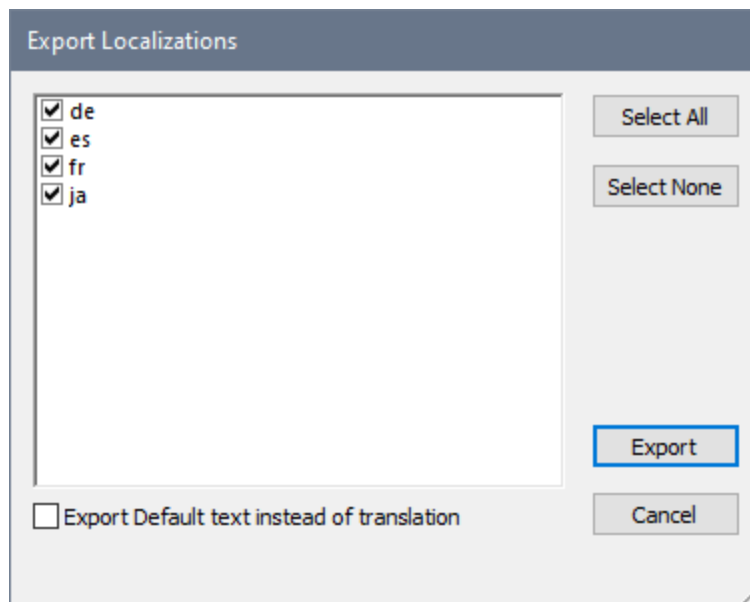 Export Localizations
de
es
fr
ja
Select All
Select None
Export
Cancel
Export Default text instead of translation